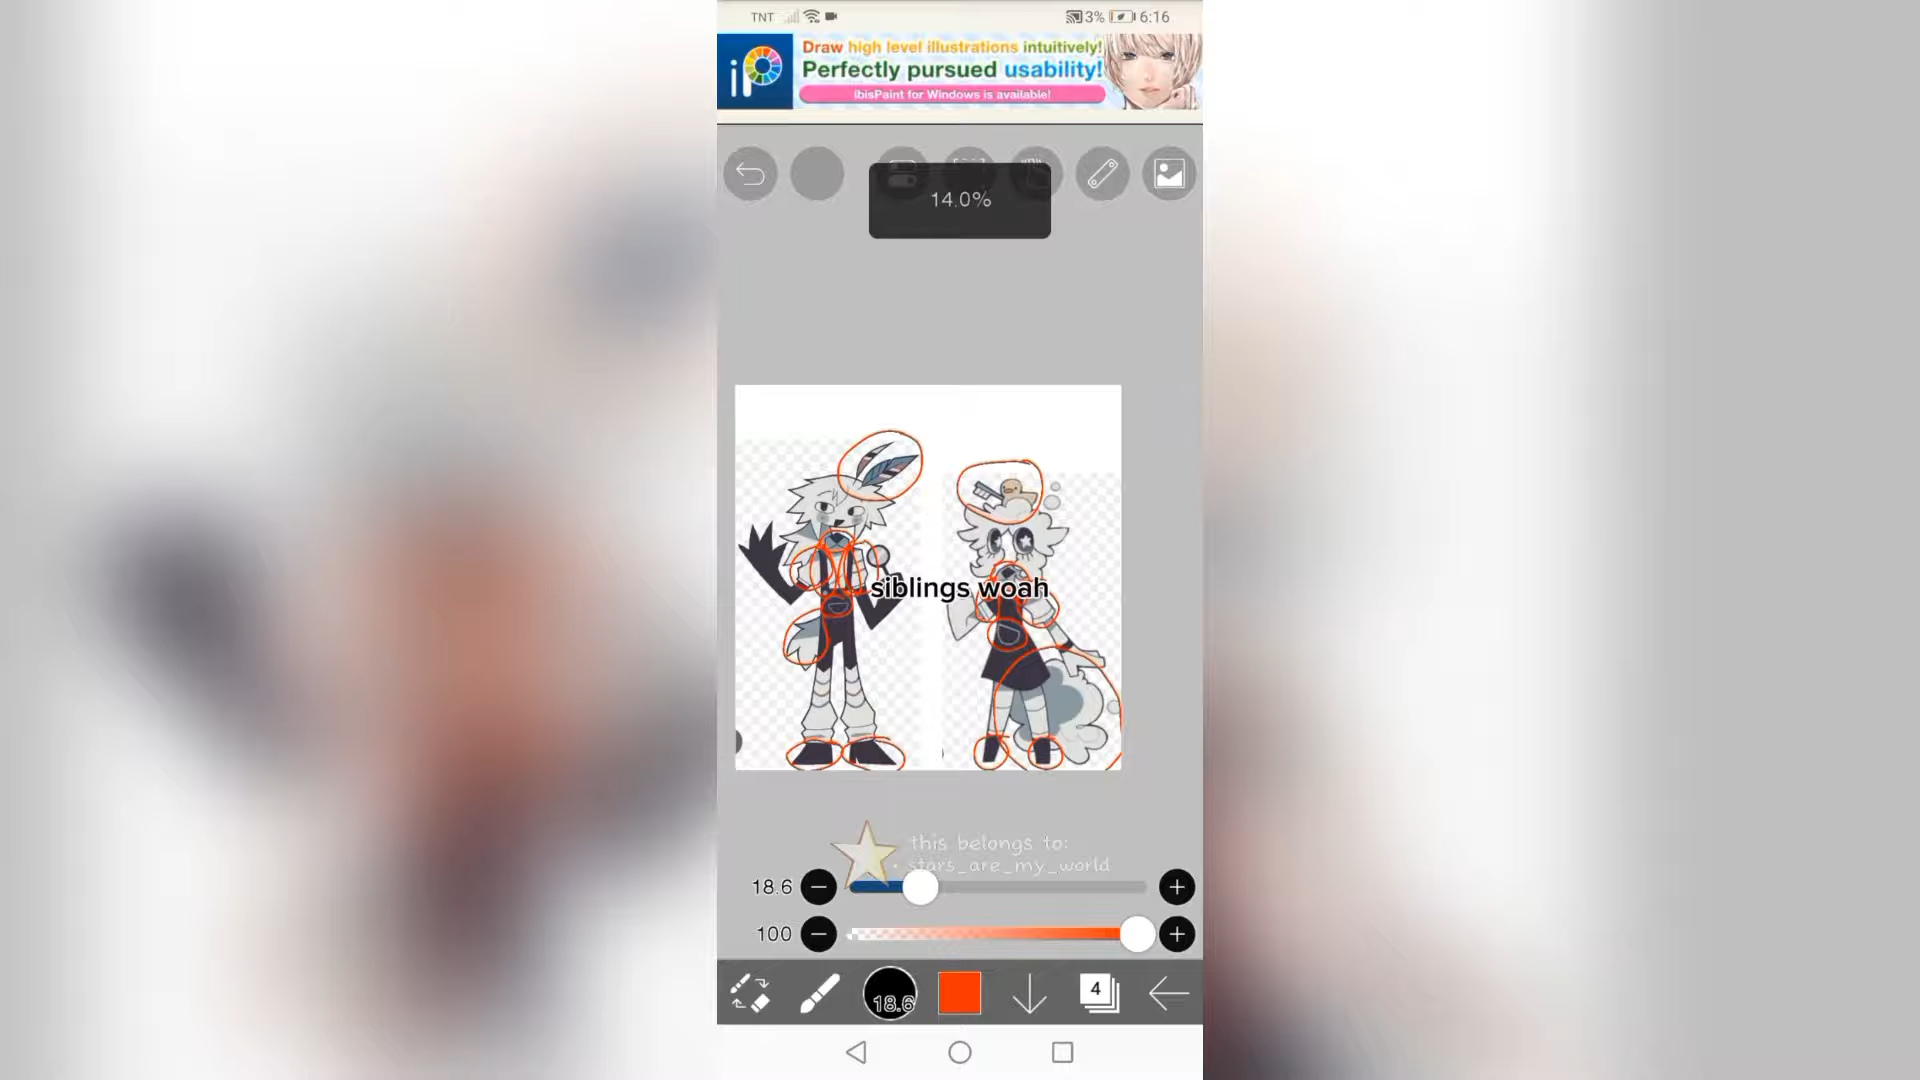 TNT
3%
6:16
Draw high level illustrations intuitively!
Perfectly pursued usability!
ibisPaint for Windows is available!
14.0%
siblings woah
this belongs to:
stars_are_my_world
18.6
100
18.6
4